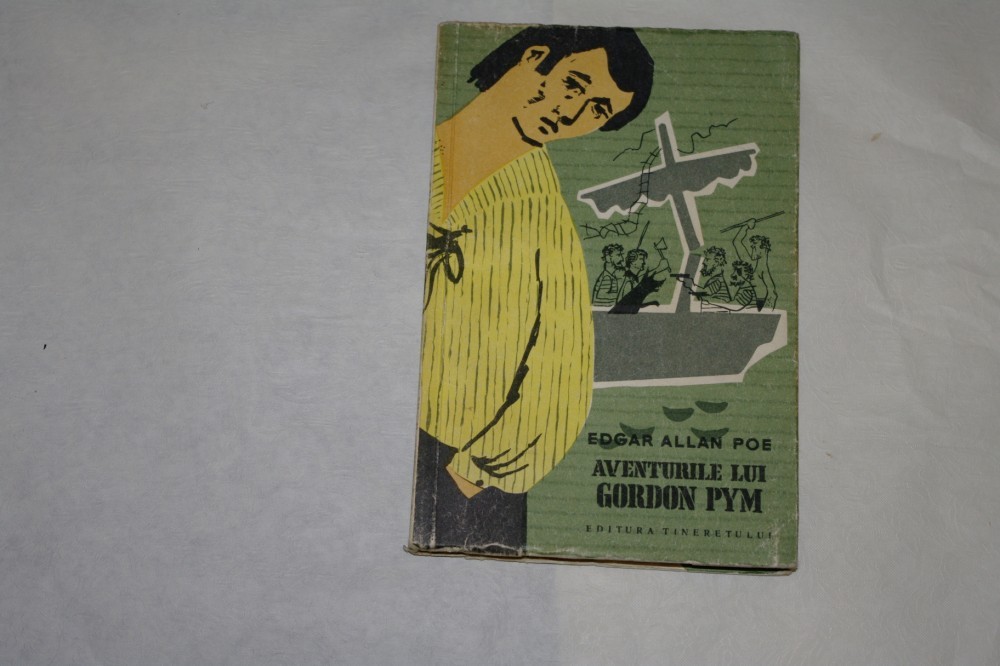 EDGAR ALLAN POE
AVENTURILE LUI
GORDON PYM
EDITURA TINERETULUI